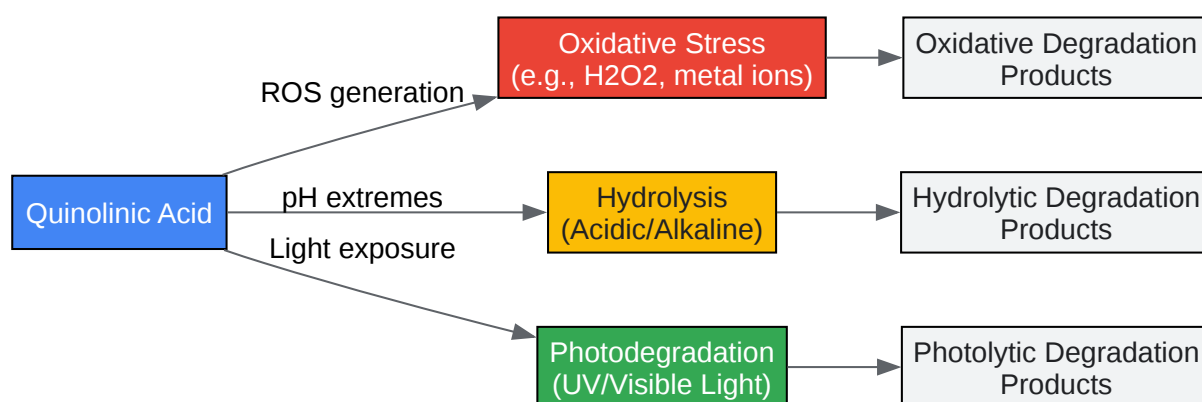 Oxidative Stress
(e.g., H2O2, metal ions)
Oxidative Degradation
Products
ROS generation
Quinolinic Acid
pH extremes
Hydrolysis
(Acidic/Alkaline)
Hydrolytic Degradation
Products
Light exposure
Photodegradation
(UV/Visible Light)
Photolytic Degradation
Products